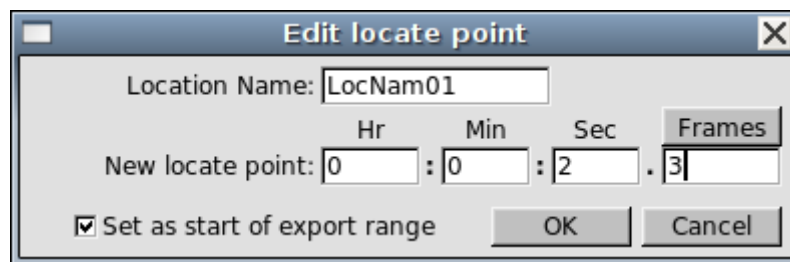 Edit locate point
Location Name: LocNam01
Hr Min Sec Frames
New locate point: 0 : 0 : 2 . 3
Set as start of export range OK Cancel